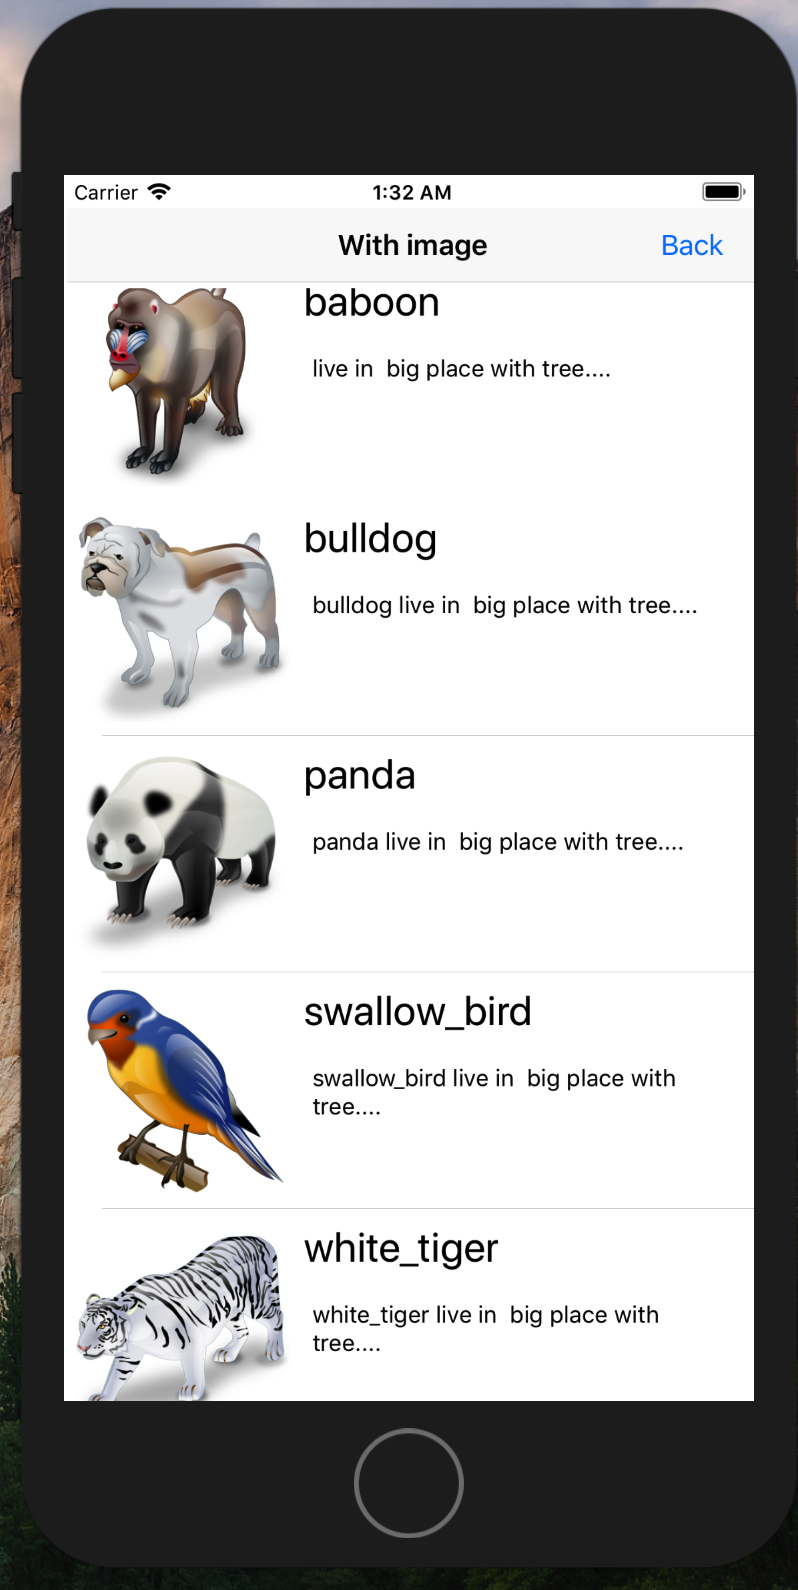 Carrier 1:32 AM
With image Back
baboon
live in  big place with tree....
bulldog
bulldog live in  big place with tree....
panda
panda live in  big place with tree....
swallow_bird
swallow_bird live in  big place with
tree....
white_tiger
white_tiger live in  big place with
tree....